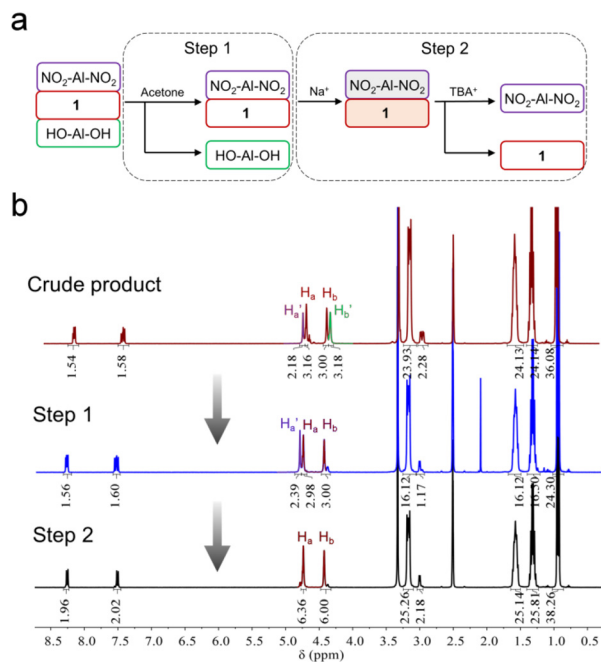 a
Step 1
Step 2
NO₂-Al-NO₂
1
HO-Al-OH
Acetone
NO₂-Al-NO₂
1
HO-Al-OH
Na⁺
NO₂-Al-NO₂
1
TBA⁺
NO₂-Al-NO₂
1
b
Crude product
Hₐ' Hₐ H_b H_b'
1.54 1.58 2.18 3.16 3.00 3.18 23.93 2.28 24.13 24.14 36.08
Step 1
Hₐ' Hₐ H_b
1.56 1.60 2.39 2.98 3.00 16.12 1.17 16.12 16.50 24.30
Step 2
Hₐ H_b
1.96 2.02 6.36 6.00 25.26 2.18 25.14 25.81 38.26
8.5 8.0 7.5 7.0 6.5 6.0 5.5 5.0 4.5 4.0 3.5 3.0 2.5 2.0 1.5 1.0 0.5
δ (ppm)